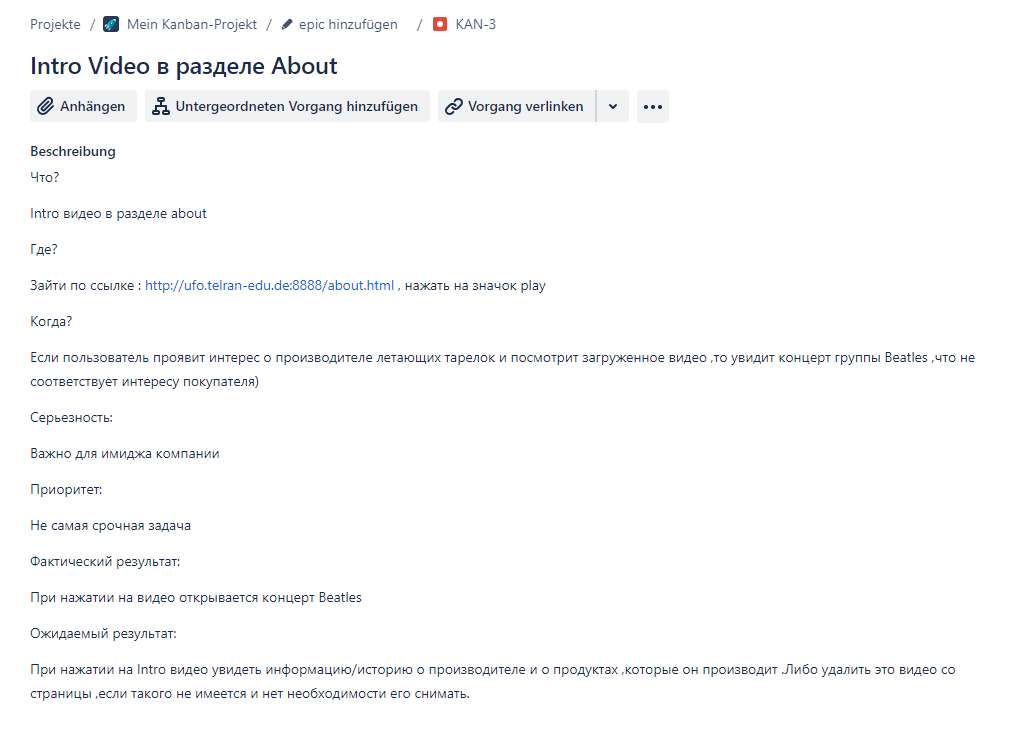 Projekte / Mein Kanban-Projekt / epic hinzufügen / KAN-3
Intro Video в разделе About
Anhängen Untergeordneten Vorgang hinzufügen Vorgang verlinken
Beschreibung
Что?
Intro видео в разделе about
Где?
Зайти по ссылке : http://ufo.telran-edu.de:8888/about.html , нажать на значок play
Когда?
Если пользователь проявит интерес о производителе летающих тарелок и посмотрит загруженное видео ,то увидит концерт группы Beatles ,что не
соответствует интересу покупателя)
Серьезность:
Важно для имиджа компании
Приоритет:
Не самая срочная задача
Фактический результат:
При нажатии на видео открывается концерт Beatles
Ожидаемый результат:
При нажатии на Intro видео увидеть информацию/историю о производителе и о продуктах ,которые он производит .Либо удалить это видео со
страницы ,если такого не имеется и нет необходимости его снимать.